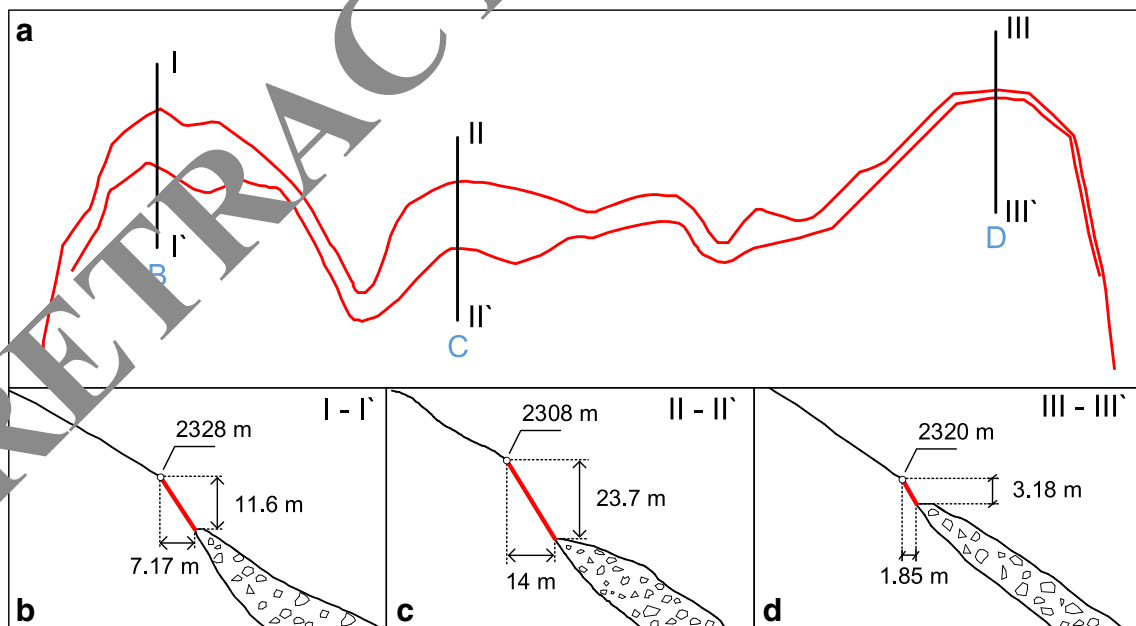 RETRAC
a
I
I`
B
II
II`
C
III
III`
D
I - I`
2328 m
11.6 m
7.17 m
b
II - II`
2308 m
23.7 m
14 m
c
III - III`
2320 m
3.18 m
1.85 m
d